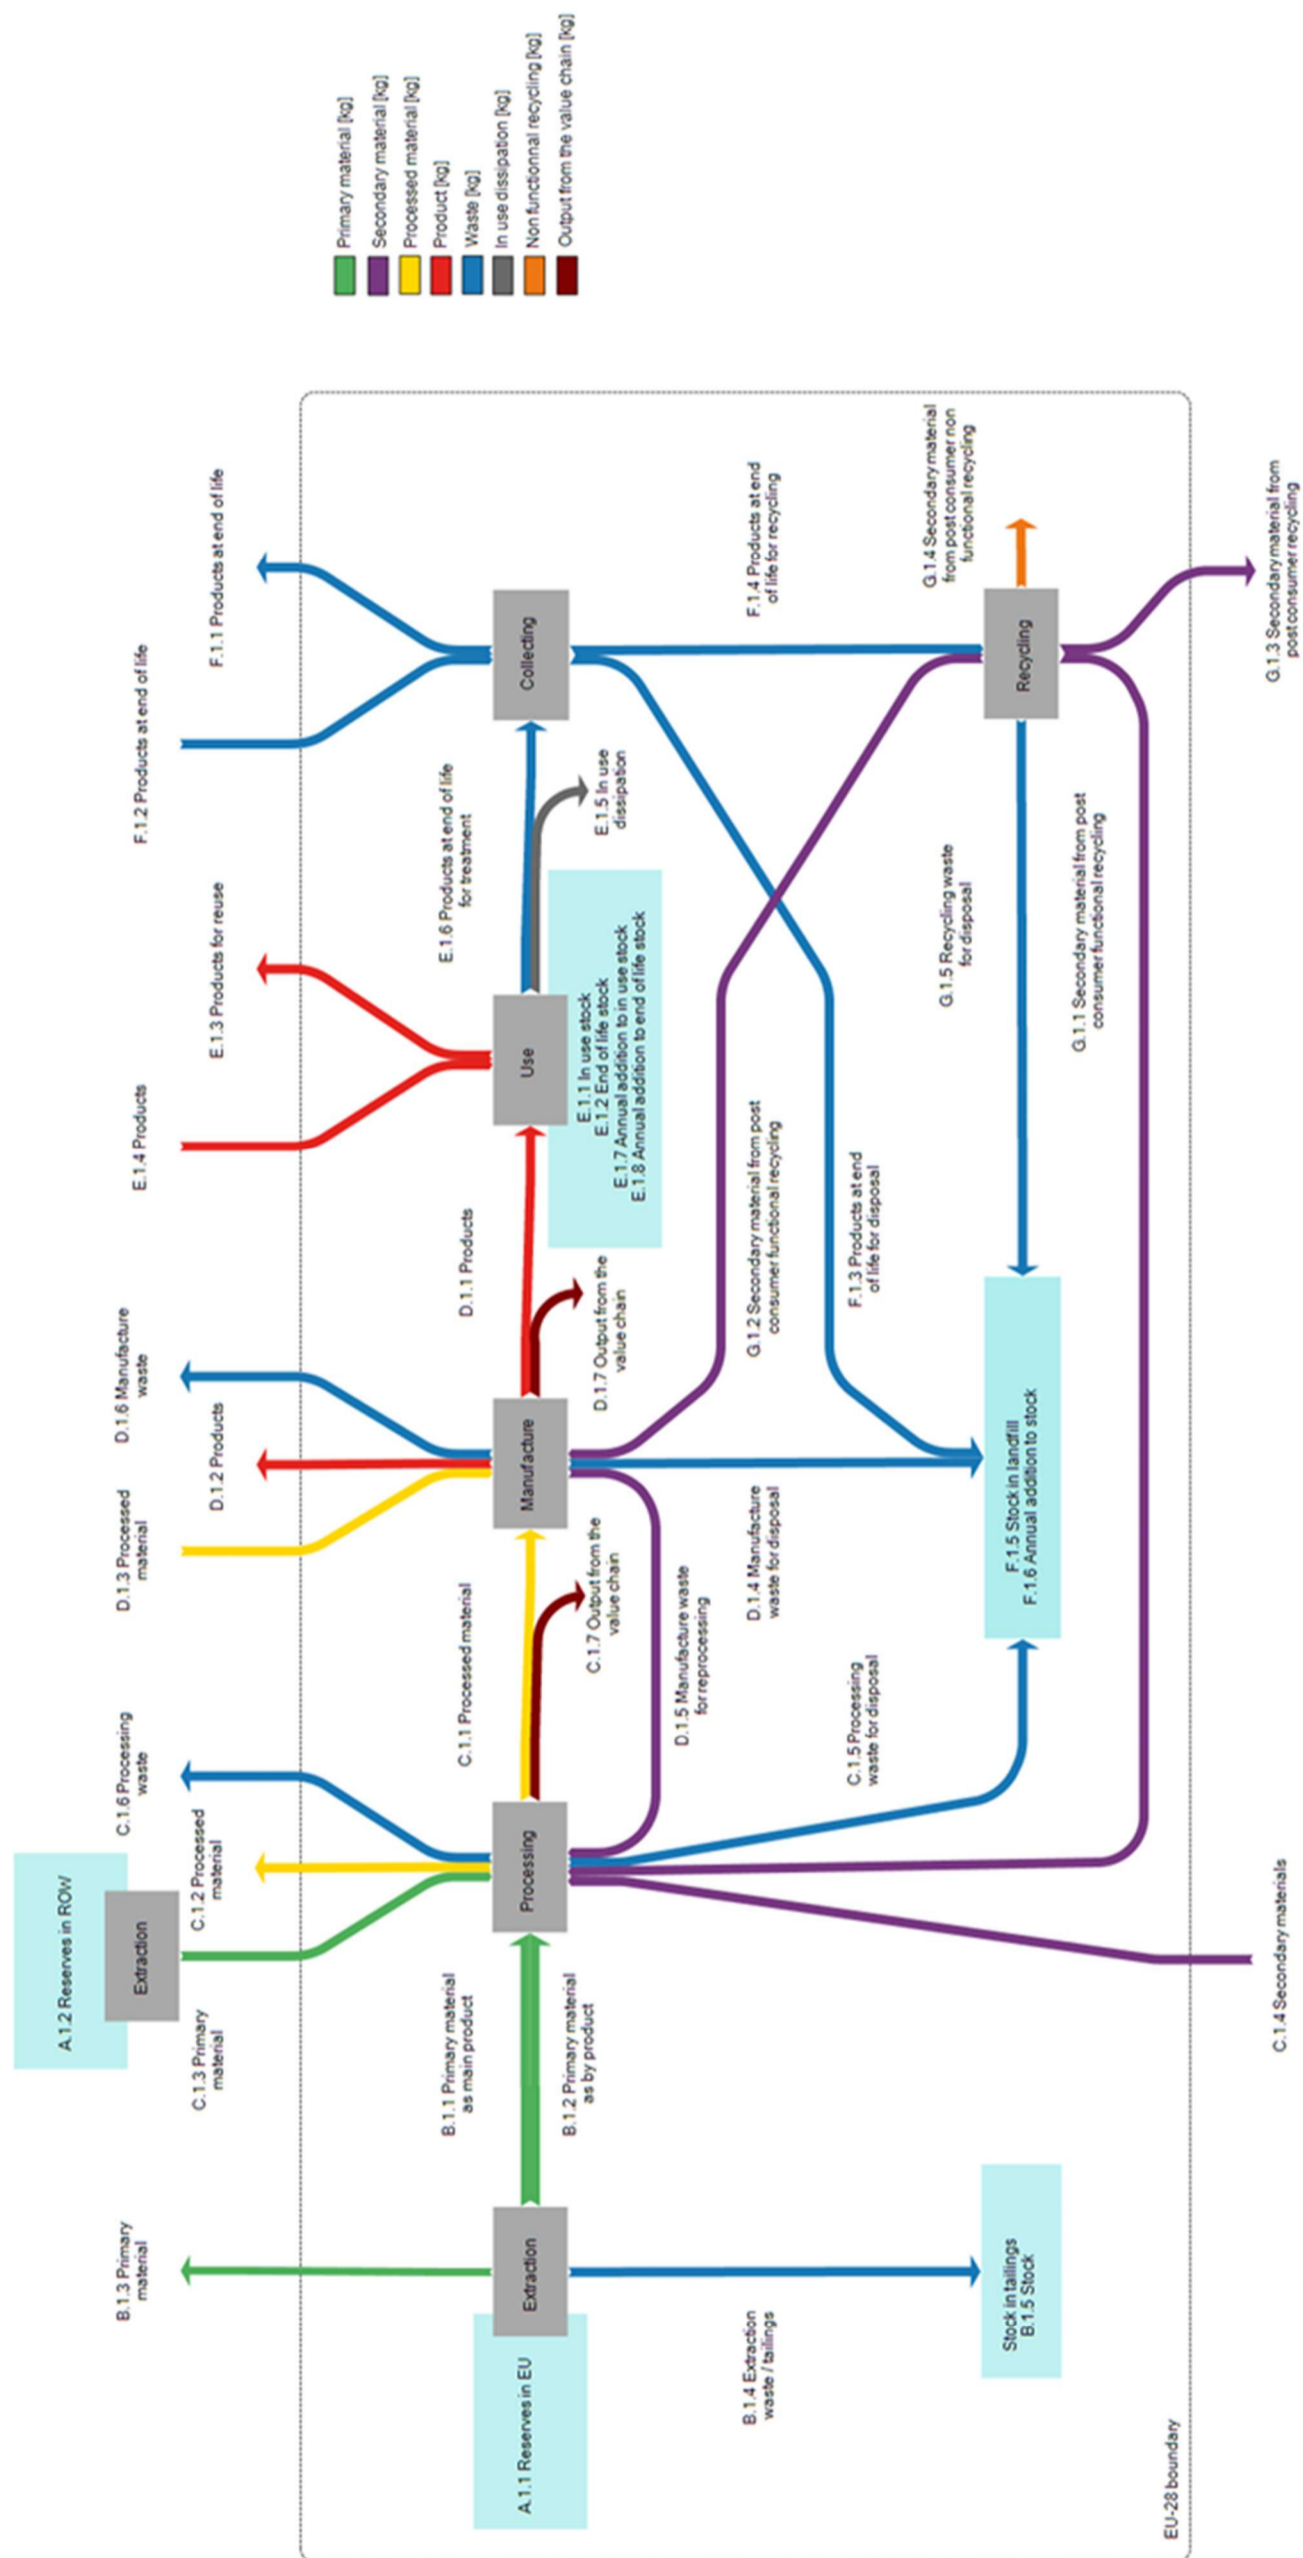 A.1.2 Reserves in ROW
Extraction
B.1.3 Primary
material
C.1.3 Primary
material
C.1.2 Processed
material
C.1.6 Processing
waste
D.1.3 Processed
material
D.1.2 Products
D.1.6 Manufacture
waste
E.1.4 Products
E.1.3 Products for reuse
F.1.2 Products at end of life
F.1.1 Products at end of life
Primary material [kg]
Secondary material [kg]
Processed material [kg]
Product [kg]
Waste [kg]
In use dissipation [kg]
Non functionnal recycling [kg]
Output from the value chain [kg]
A.1.1 Reserves in EU
Extraction
B.1.1 Primary material
as main product
B.1.2 Primary material
as by product
Processing
C.1.1 Processed material
C.1.7 Output from the
value chain
Manufacture
D.1.1 Products
D.1.7 Output from the
value chain
Use
E.1.1 In use stock
E.1.2 End of life stock
E.1.7 Annual addition to in use stock
E.1.8 Annual addition to end of life stock
E.1.6 Products at end of life
for treatment
E.1.5 In use
dissipation
Collecting
B.1.4 Extraction
waste / tailings
D.1.5 Manufacture waste
for reprocessing
C.1.5 Processing
waste for disposal
D.1.4 Manufacture
waste for disposal
G.1.2 Secondary material from post
consumer functional recycling
F.1.3 Products at end
of life for disposal
F.1.4 Products at end
of life for recycling
G.1.5 Recycling waste
for disposal
G.1.4 Secondary material
from post consumer non
functional recycling
Stock in tailings
B.1.5 Stock
F.1.5 Stock in landfill
F.1.6 Annual addition to stock
Recycling
G.1.1 Secondary material from post
consumer functional recycling
EU-28 boundary
C.1.4 Secondary materials
G.1.3 Secondary material from
post consumer recycling